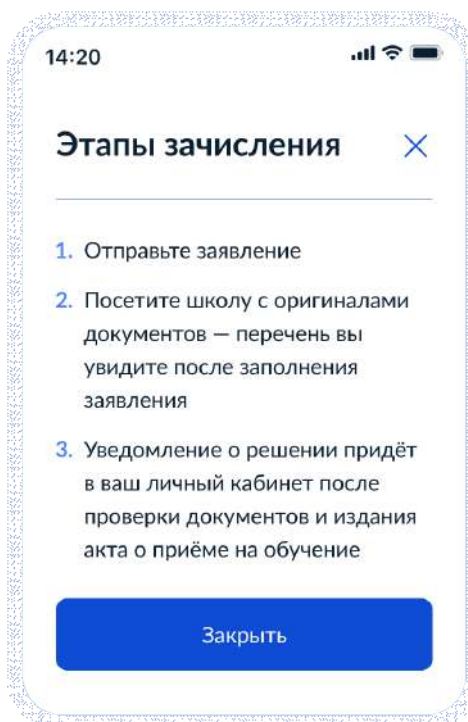 14:20
Этапы зачисления
1. Отправьте заявление
2. Посетите школу с оригиналами
документов — перечень вы
увидите после заполнения
заявления
3. Уведомление о решении придёт
в ваш личный кабинет после
проверки документов и издания
акта о приёме на обучение
Закрыть